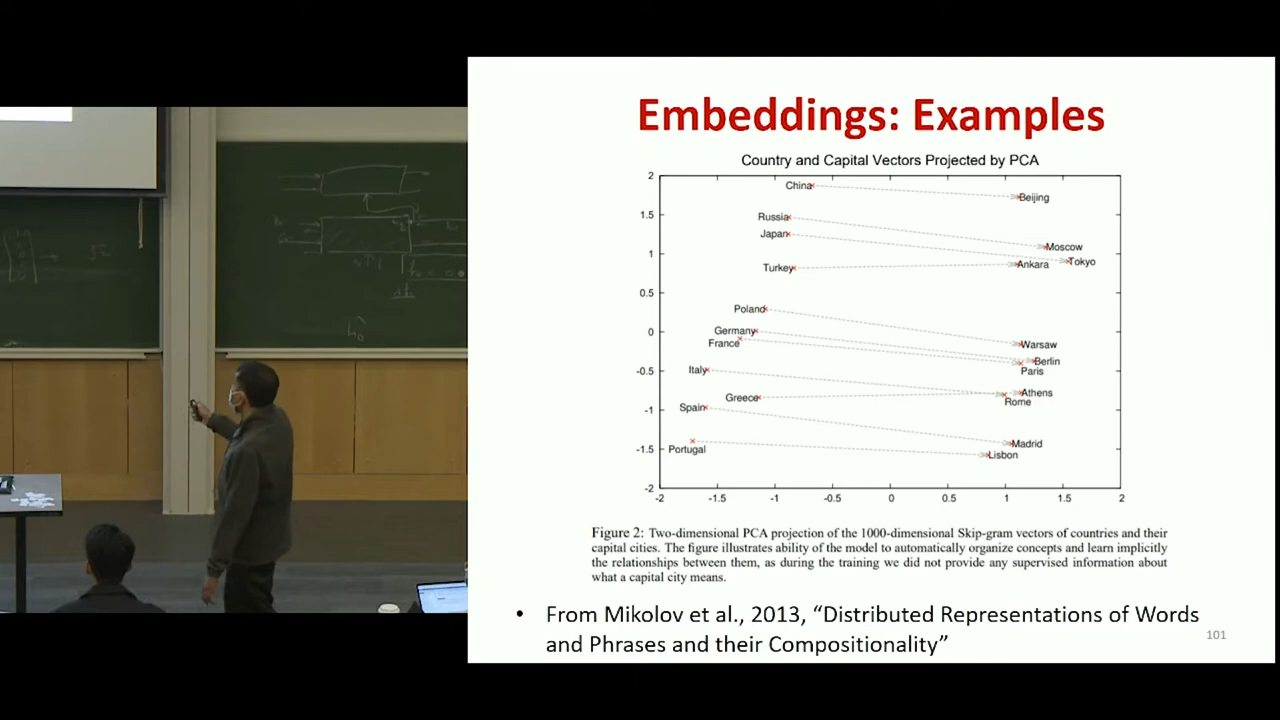 Embeddings: Examples
Country and Capital Vectors Projected by PCA
2
1.5
1
0.5
0
-0.5
-1
-1.5
-2
China
Beijing
Russia
Moscow
Japan
Tokyo
Turkey
Ankara
Poland
Warsaw
Germany
Berlin
France
Paris
Italy
Athens
Greece
Rome
Spain
Madrid
Portugal
Lisbon
-2 -1.5 -1 -0.5 0 0.5 1 1.5 2
Figure 2: Two-dimensional PCA projection of the 1000-dimensional Skip-gram vectors of countries and their
capital cities. The figure illustrates ability of the model to automatically organize concepts and learn implicitly
the relationships between them, as during the training we did not provide any supervised information about
what a capital city means.
• From Mikolov et al., 2013, “Distributed Representations of Words
and Phrases and their Compositionality”
101